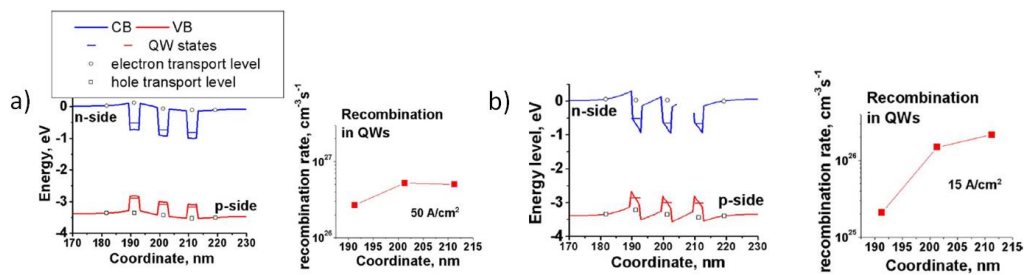 CB VB
QW states
electron transport level
hole transport level
a)
n-side
p-side
Energy, eV
0
-1
-2
-3
-4
170 180 190 200 210 220 230
Coordinate, nm
Recombination
in QWs
recombination rate, cm⁻³s⁻¹
10²⁷
10²⁶
50 A/cm²
190 195 200 205 210 215
Coordinate, nm
b)
n-side
p-side
Energy level, eV
0
-1
-2
-3
-4
170 180 190 200 210 220 230
Coordinate, nm
Recombination
in QWs
recombination rate, cm⁻³s⁻¹
10²⁶
10²⁵
15 A/cm²
190 195 200 205 210 215
Coordinate, nm